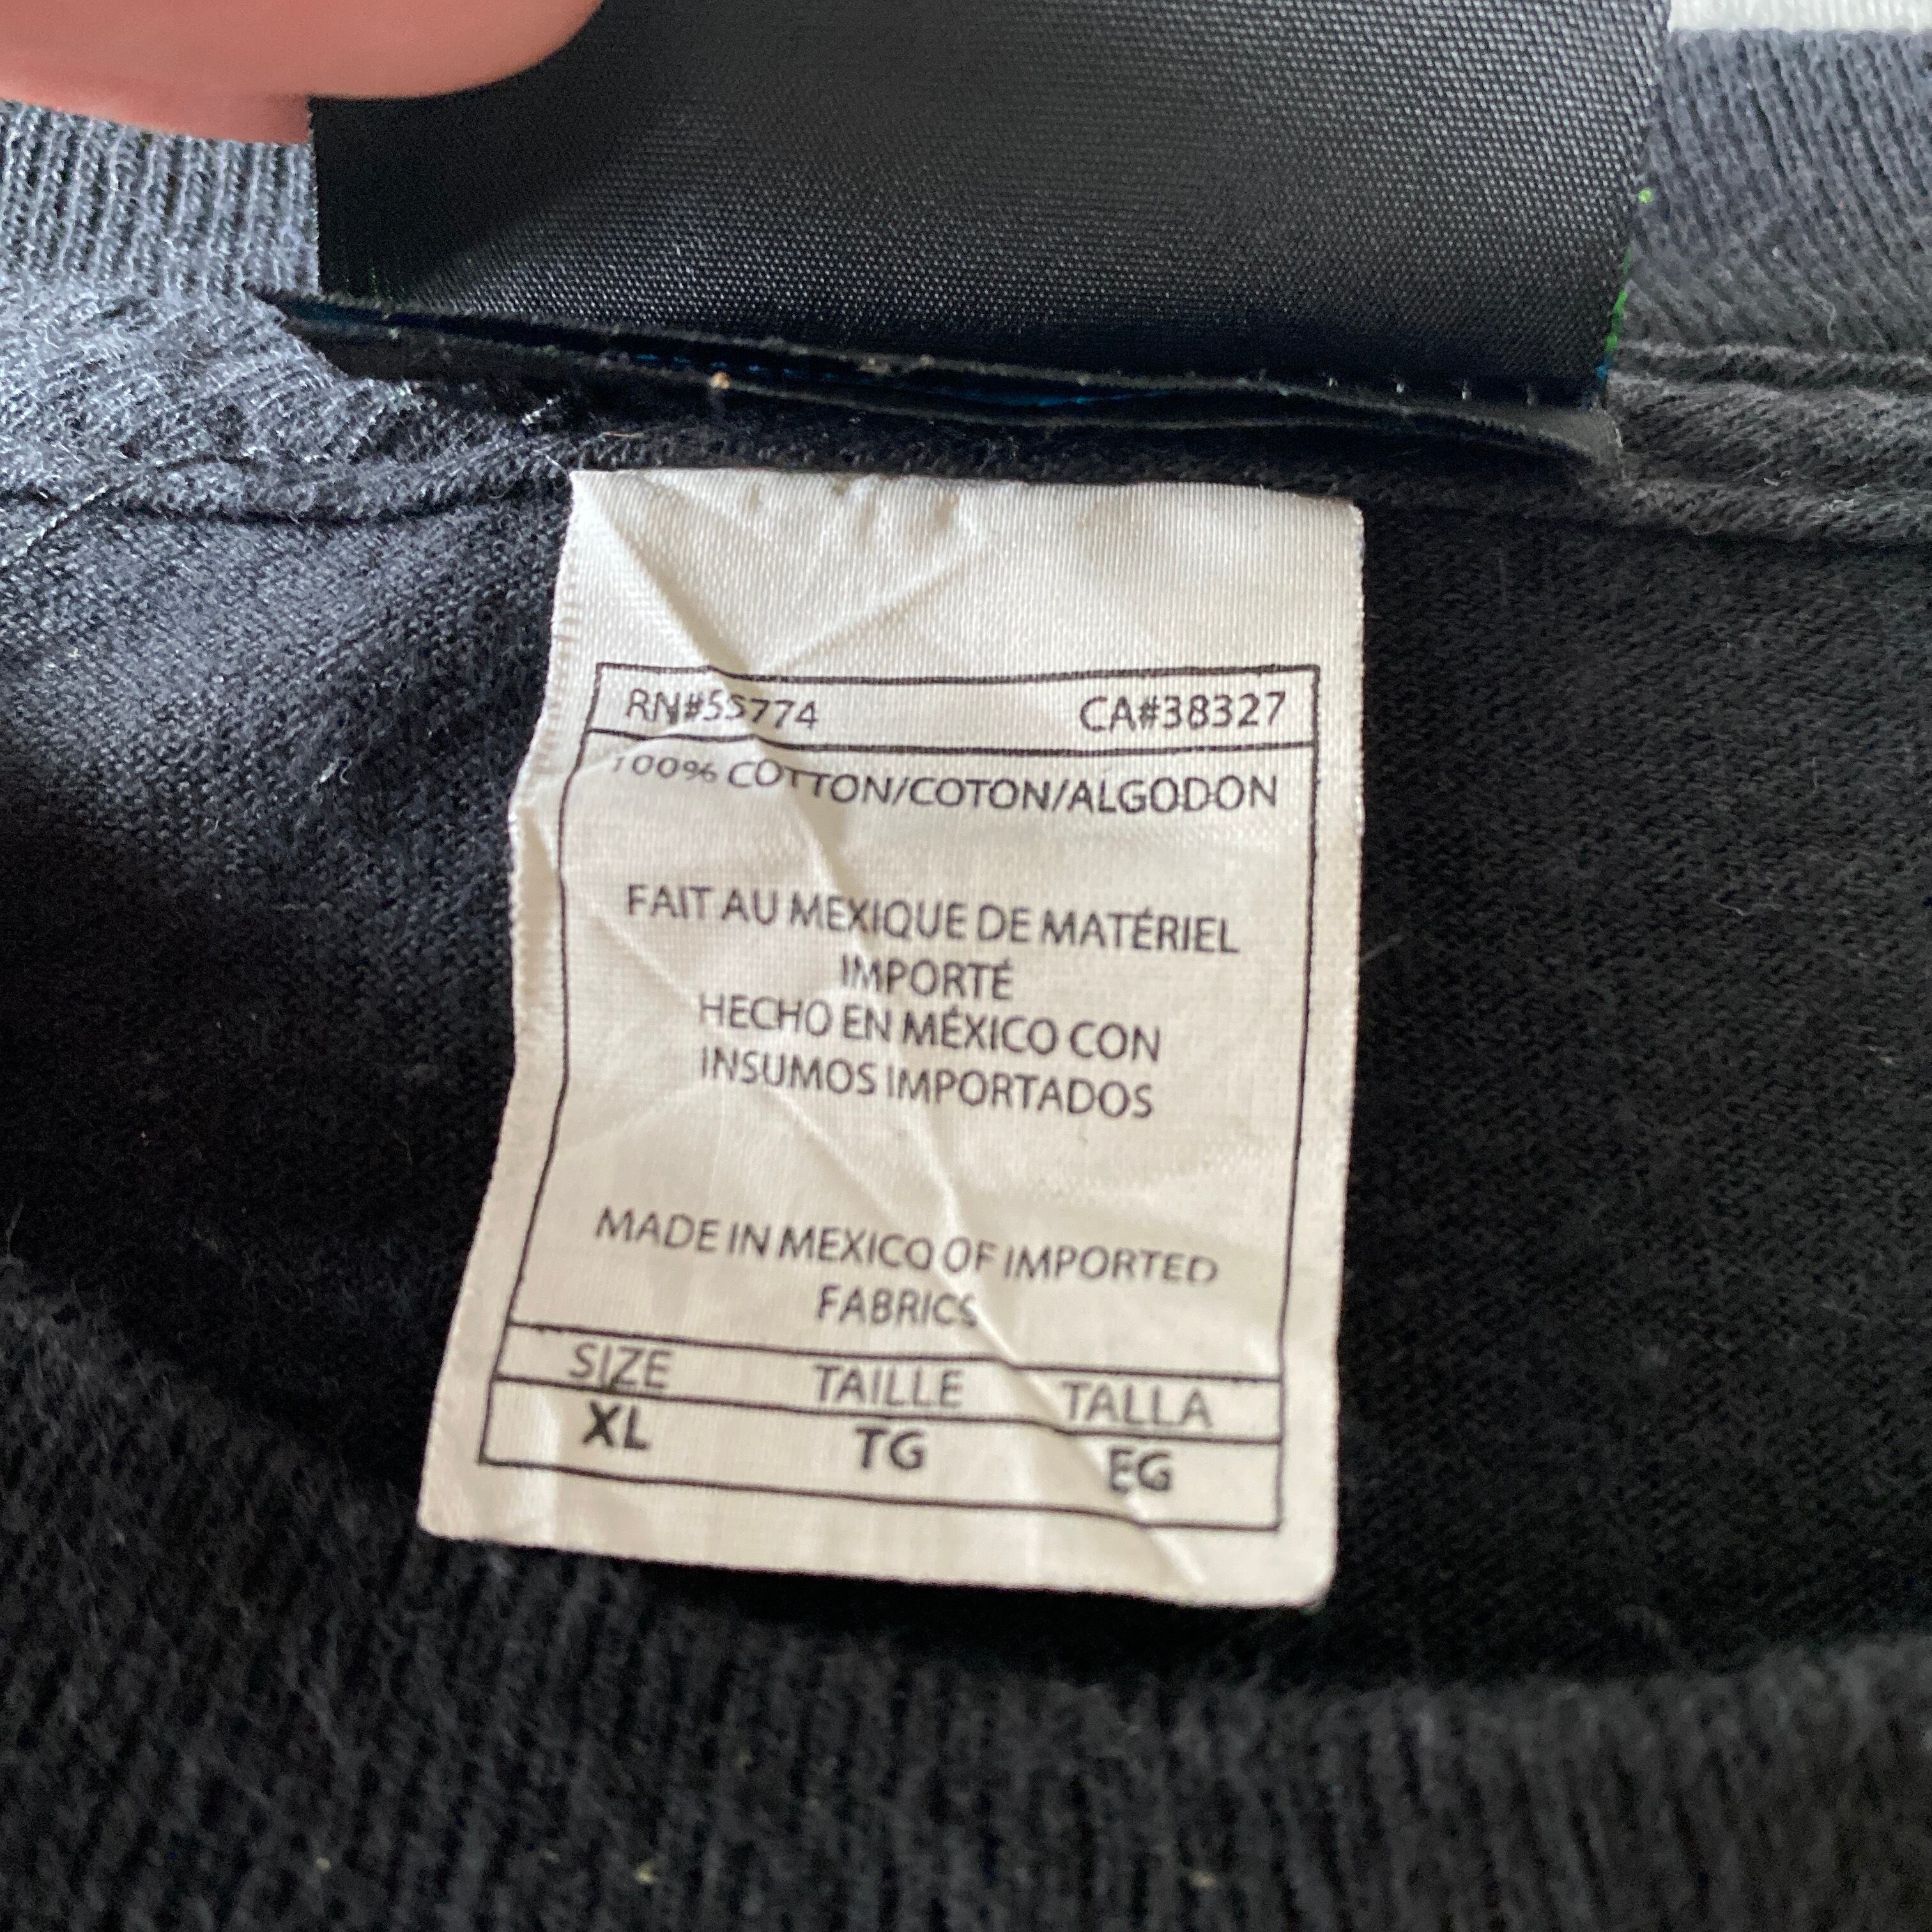 RN#55774 CA#38327
100% COTTON/COTON/ALGODON
FAIT AU MEXIQUE DE MATÉRIEL
IMPORTÉ
HECHO EN MÉXICO CON
INSUMOS IMPORTADOS
MADE IN MEXICO OF IMPORTED
FABRICS
SIZE TAILLE TALLA
XL TG EG